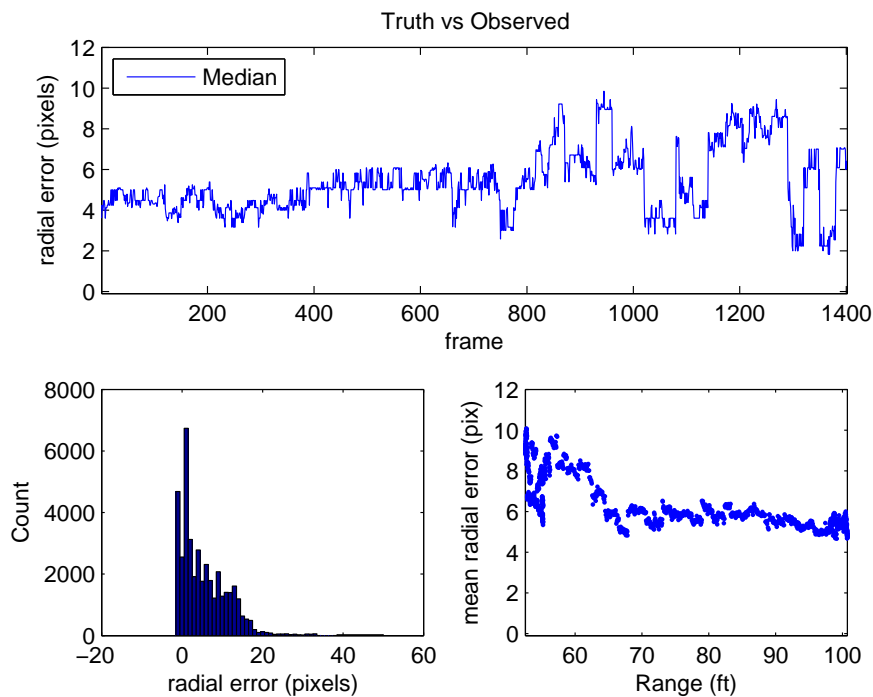 Truth vs Observed
12
10
8
6
4
2
0
radial error (pixels)
Median
200 400 600 800 1000 1200 1400
frame
8000
6000
4000
2000
0
Count
−20 0 20 40 60
radial error (pixels)
12
10
8
6
4
2
0
mean radial error (pix)
60 70 80 90 100
Range (ft)